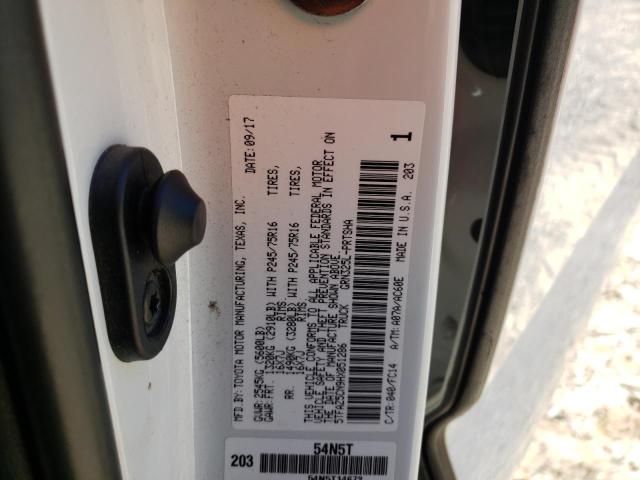 MFD.BY: TOYOTA MOTOR MANUFACTURING, TEXAS, INC. DATE: 09/17
GVWR: 2545KG (5600LB)
GAWR: FRT. 1320KG (2910LB) WITH P245/75R16 TIRES,
16X7J RIMS,
RR. 1490KG (3280LB) WITH P245/75R16 TIRES,
16X7J RIMS.
THIS VEHICLE CONFORMS TO ALL APPLICABLE FEDERAL MOTOR
VEHICLE SAFETY AND THEFT PREVENTION STANDARDS IN EFFECT ON
THE DATE OF MANUFACTURE SHOWN ABOVE.
5TFAZ5CN9HX051286 TRUCK GRN325L-PRTSHA
C/TR: 040/FC14 A/TM: A07A/AC60E MADE IN U.S.A. 203
1
203
54N5T
54N5T14673